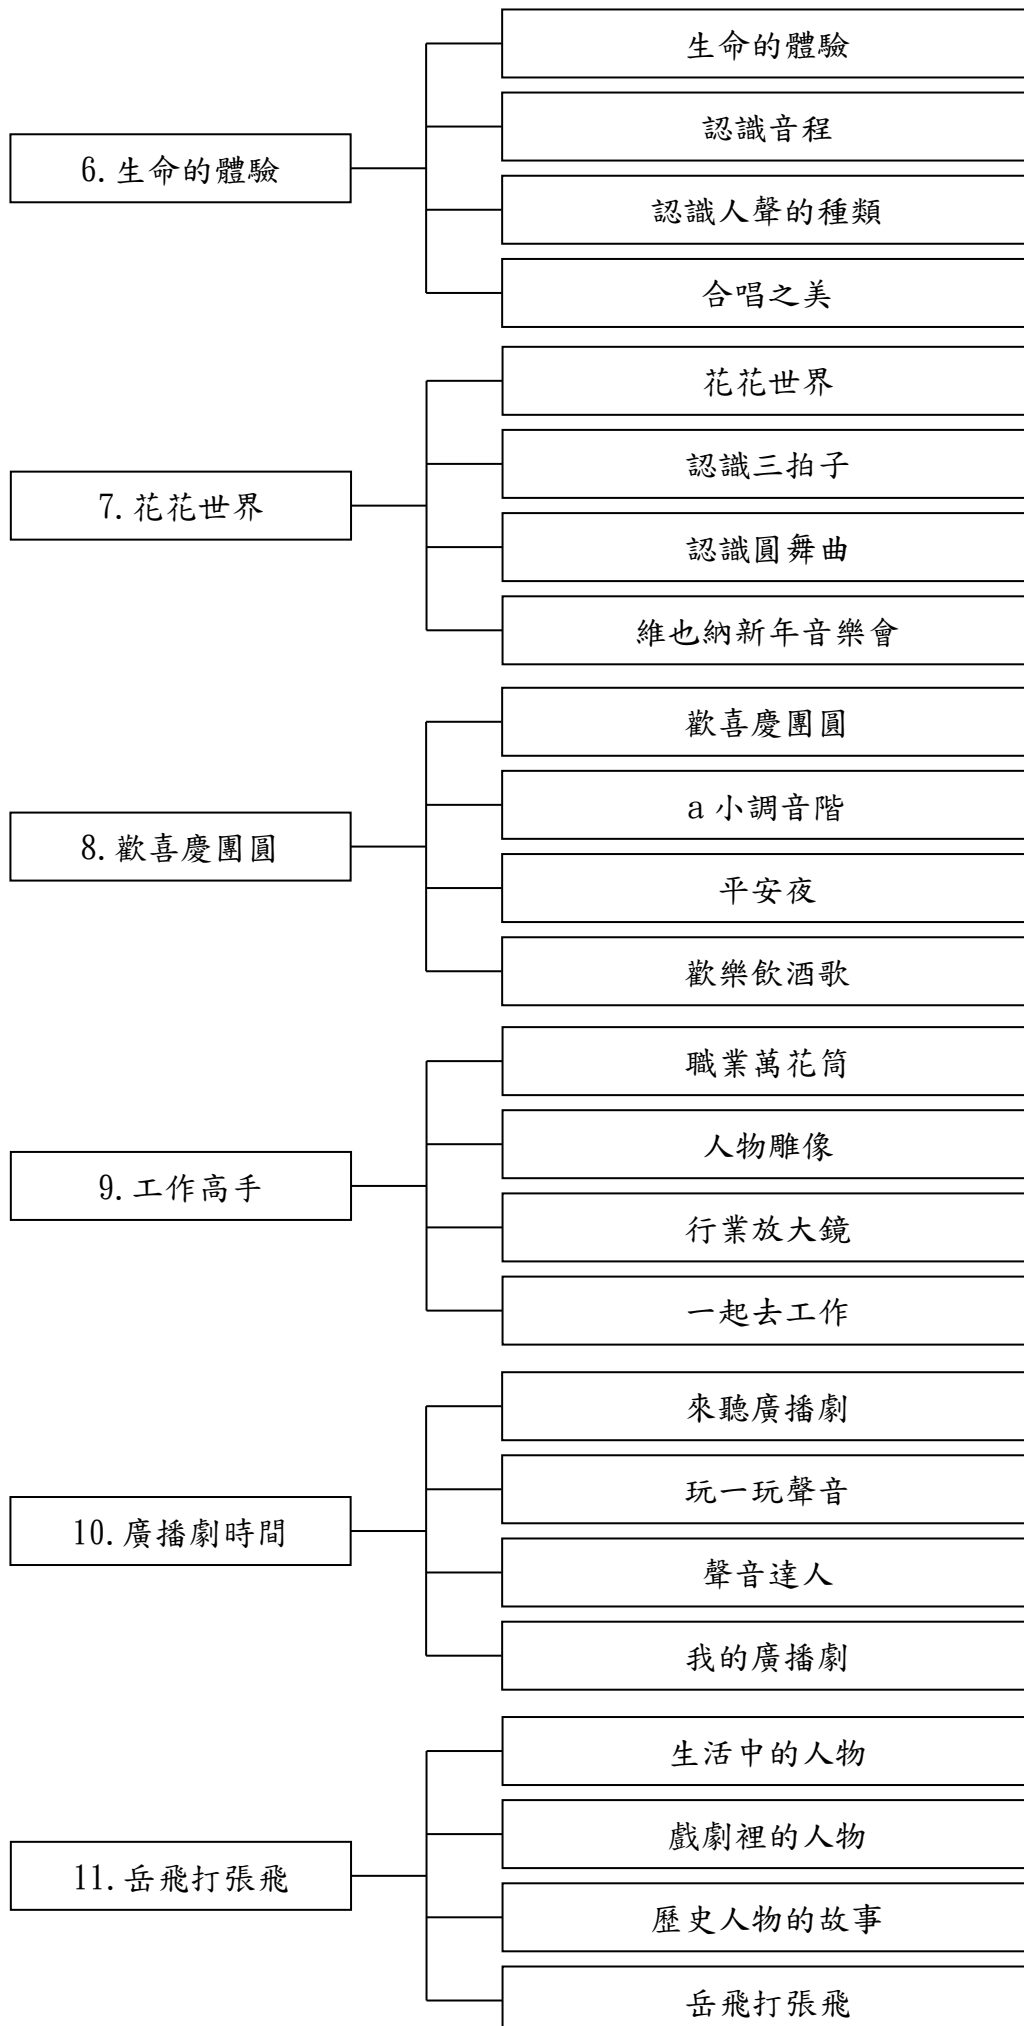 6.生命的體驗
生命的體驗
認識音程
認識人聲的種類
合唱之美
7.花花世界
花花世界
認識三拍子
認識圓舞曲
維也納新年音樂會
8.歡喜慶團圓
歡喜慶團圓
a小調音階
平安夜
歡樂飲酒歌
9.工作高手
職業萬花筒
人物雕像
行業放大鏡
一起去工作
10.廣播劇時間
來聽廣播劇
玩一玩聲音
聲音達人
我的廣播劇
11.岳飛打張飛
生活中的人物
戲劇裡的人物
歷史人物的故事
岳飛打張飛